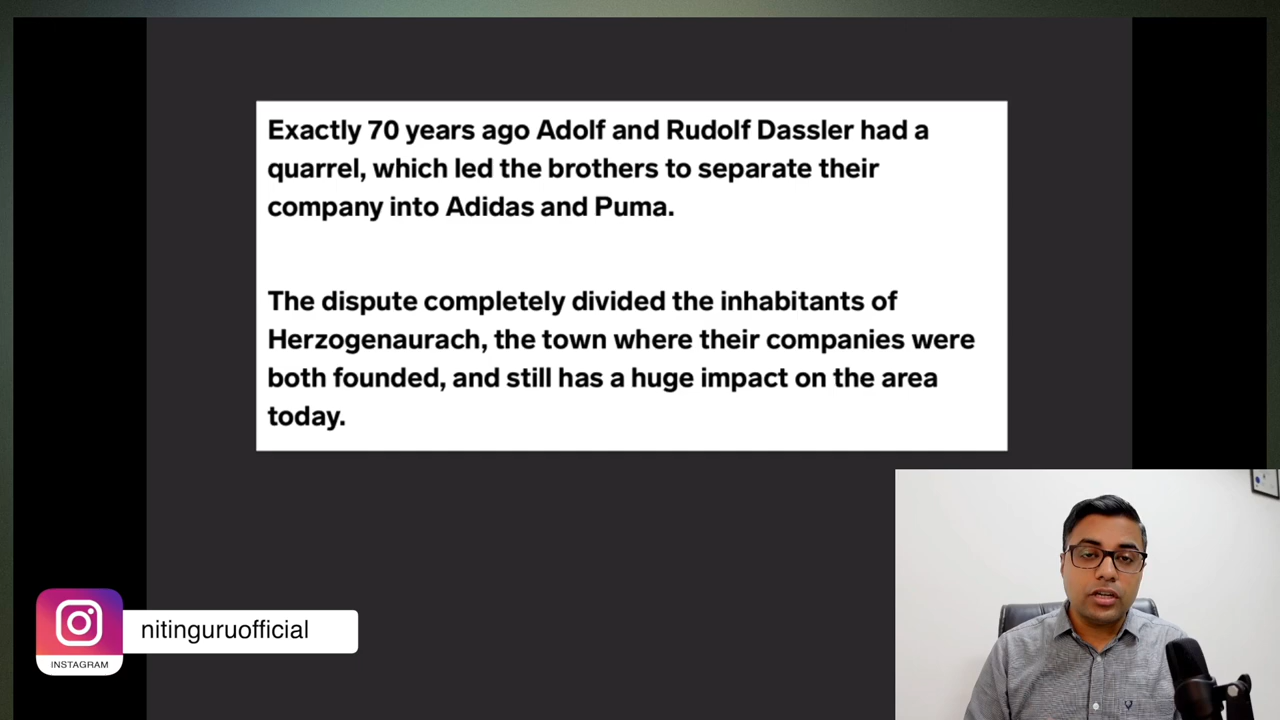 Exactly 70 years ago Adolf and Rudolf Dassler had a
quarrel, which led the brothers to separate their
company into Adidas and Puma.
The dispute completely divided the inhabitants of
Herzogenaurach, the town where their companies were
both founded, and still has a huge impact on the area
today.
nitinguruofficial
INSTAGRAM